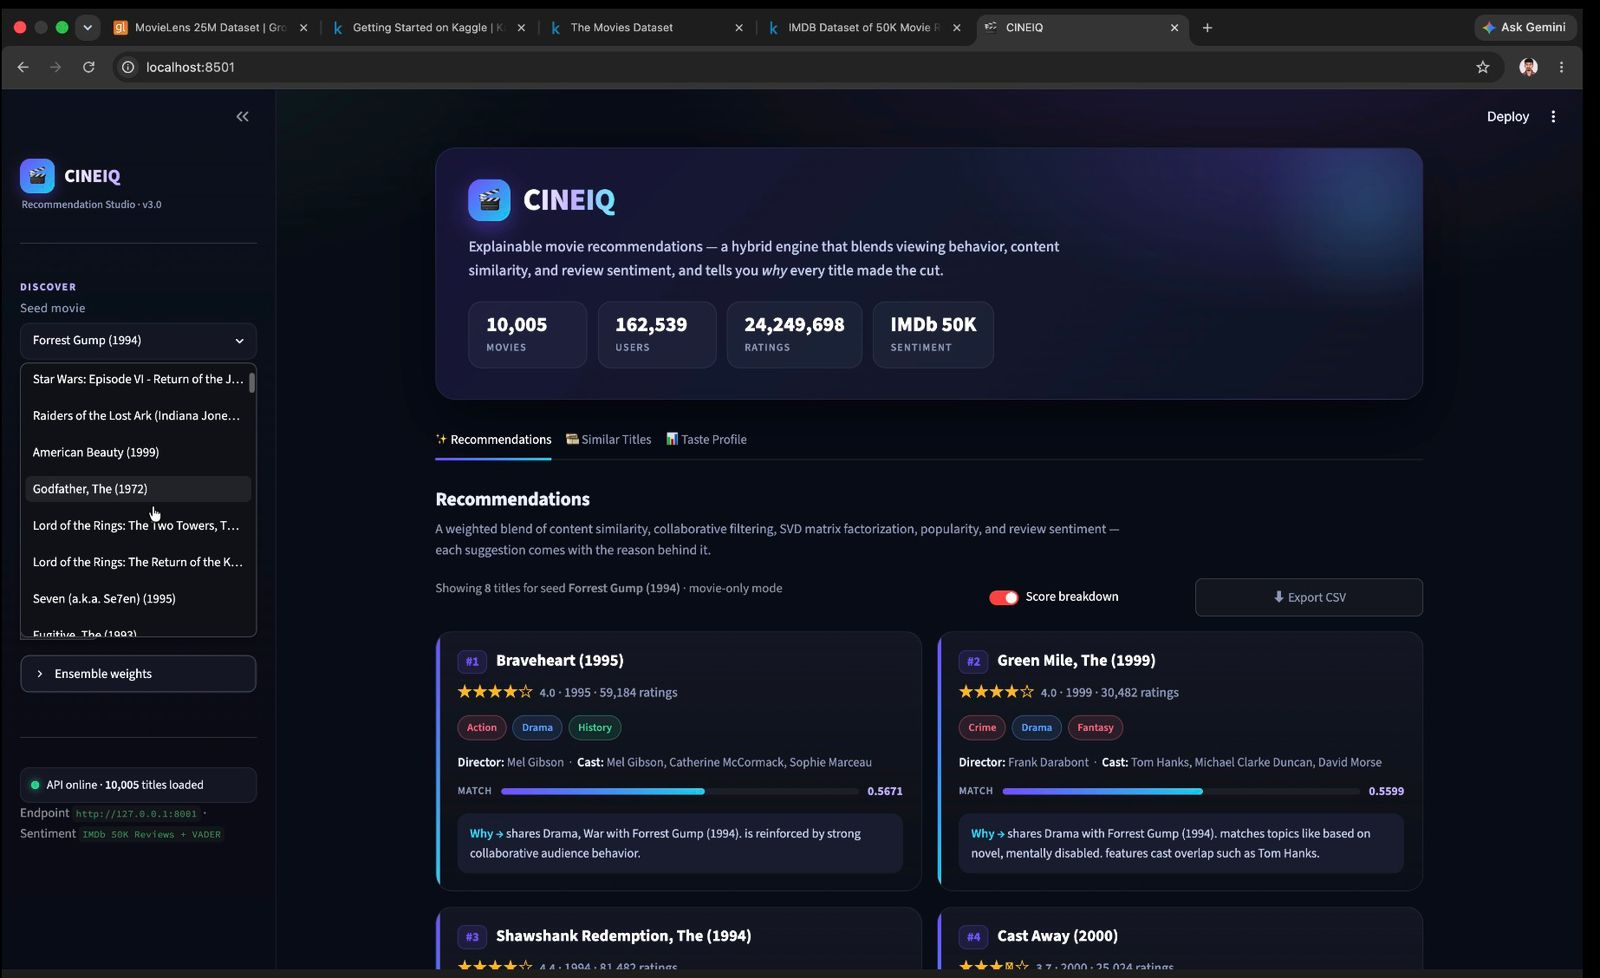 MovieLens 25M Dataset | Gro
Getting Started on Kaggle | K
The Movies Dataset
IMDB Dataset of 50K Movie R
CINEIQ
Ask Gemini
localhost:8501
Deploy
CINEIQ
Recommendation Studio · v3.0
DISCOVER
Seed movie
Forrest Gump (1994)
Star Wars: Episode VI - Return of the J...
Raiders of the Lost Ark (Indiana Jone...
American Beauty (1999)
Godfather, The (1972)
Lord of the Rings: The Two Towers, T...
Lord of the Rings: The Return of the K...
Seven (a.k.a. Se7en) (1995)
Fugitive, The (1993)
Ensemble weights
API online · 10,005 titles loaded
Endpoint http://127.0.0.1:8001 ·
Sentiment IMDb 50K Reviews + VADER
CINEIQ
Explainable movie recommendations — a hybrid engine that blends viewing behavior, content
similarity, and review sentiment, and tells you why every title made the cut.
10,005
MOVIES
162,539
USERS
24,249,698
RATINGS
IMDb 50K
SENTIMENT
Recommendations
Similar Titles
Taste Profile
Recommendations
A weighted blend of content similarity, collaborative filtering, SVD matrix factorization, popularity, and review sentiment —
each suggestion comes with the reason behind it.
Showing 8 titles for seed Forrest Gump (1994) · movie-only mode
Score breakdown
Export CSV
#1 Braveheart (1995)
4.0 · 1995 · 59,184 ratings
Action Drama History
Director: Mel Gibson · Cast: Mel Gibson, Catherine McCormack, Sophie Marceau
MATCH 0.5671
Why → shares Drama, War with Forrest Gump (1994). is reinforced by strong
collaborative audience behavior.
#2 Green Mile, The (1999)
4.0 · 1999 · 30,482 ratings
Crime Drama Fantasy
Director: Frank Darabont · Cast: Tom Hanks, Michael Clarke Duncan, David Morse
MATCH 0.5599
Why → shares Drama with Forrest Gump (1994). matches topics like based on
novel, mentally disabled. features cast overlap such as Tom Hanks.
#3 Shawshank Redemption, The (1994)
4.4 · 1994 · 81,482 ratings
#4 Cast Away (2000)
3.7 · 2000 · 25,024 ratings